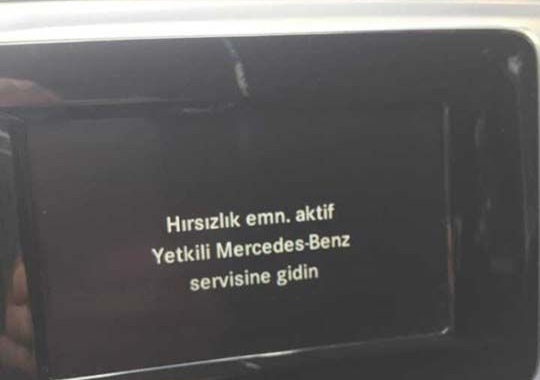 Hırsızlık emn. aktif
Yetkili Mercedes-Benz
servisine gidin